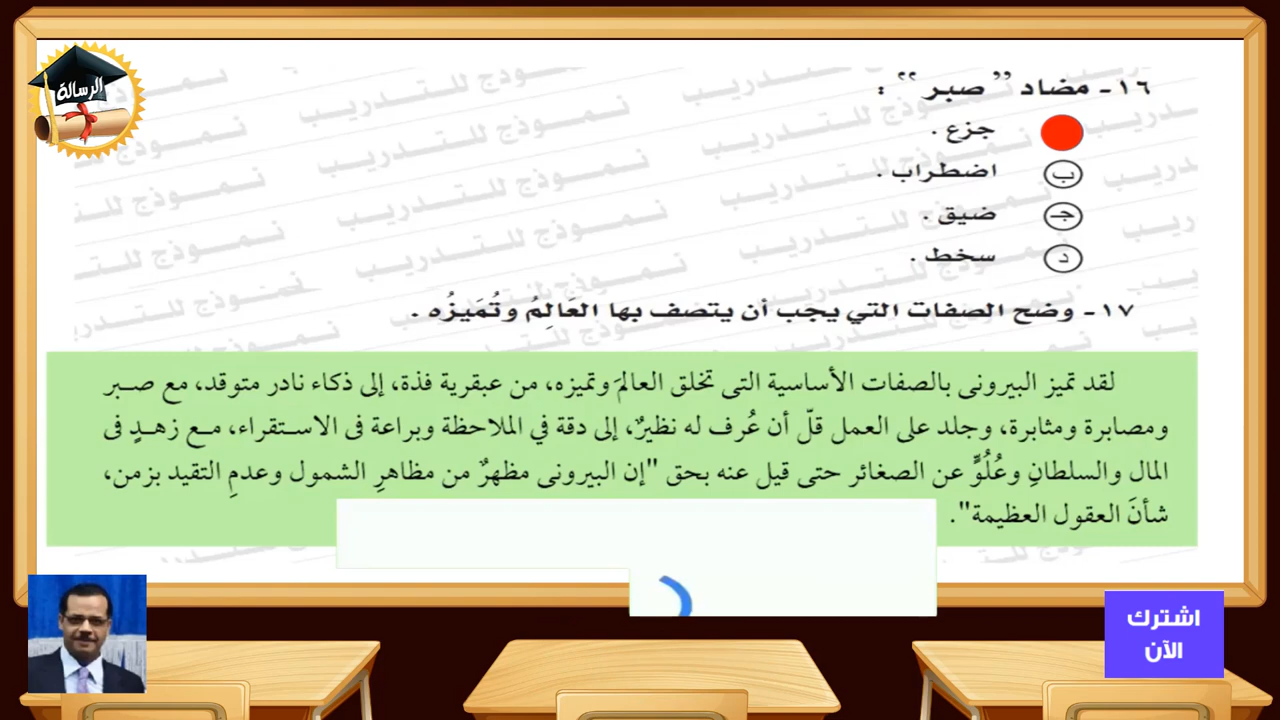 الرسالة
١٦- مضاد "صبر" :
جزع .
ب اضطراب .
جـ ضيق .
د سخط .
١٧- وضح الصفات التي يجب أن يتصف بها العَالِمُ وتُمَيزُه .
لقد تميز البيرونى بالصفات الأساسية التى تخلق العالمَ وتميزه، من عبقرية فذة، إلى ذكاء نادر متوقد، مع صبر
ومصابرة ومثابرة، وجلد على العمل قلّ أن عُرف له نظيرٌ، إلى دقة في الملاحظة وبراعة فى الاستقراء، مع زهدٍ فى
المال والسلطانِ وعُلُوٍّ عن الصغائر حتى قيل عنه بحق "إن البيرونى مظهرٌ من مظاهرِ الشمول وعدمِ التقيد بزمن،
شأنَ العقول العظيمة".
اشترك
الآن
نموذج للتدريب